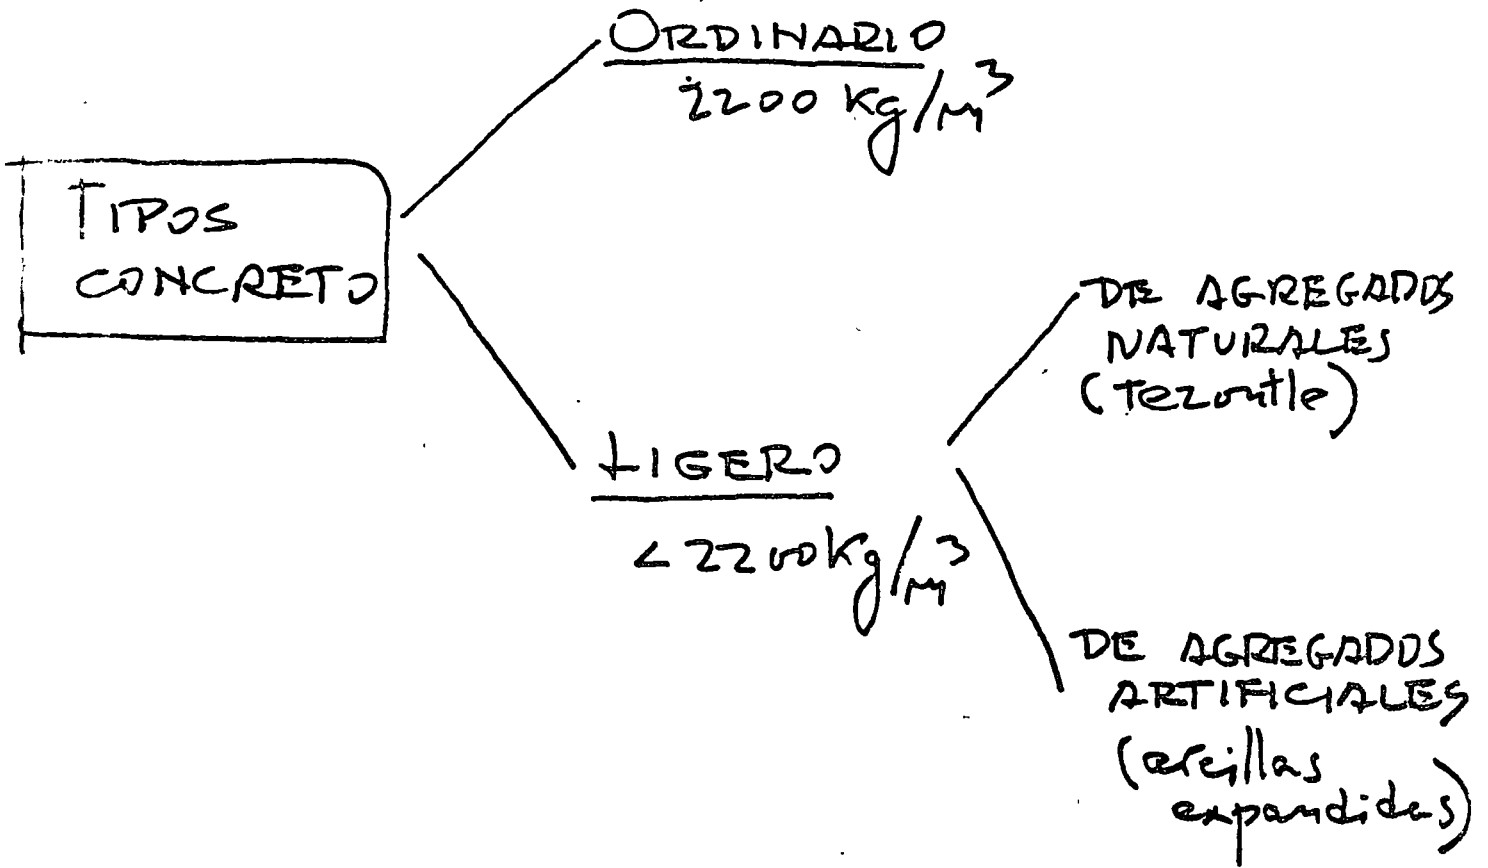 ORDINARIO
2200 kg/m³
TIPOS
CONCRETO
DE AGREGADOS
NATURALES
(Tezontle)
LIGERO
< 2200 kg/m³
DE AGREGADOS
ARTIFICIALES
(arcillas
expandidas)